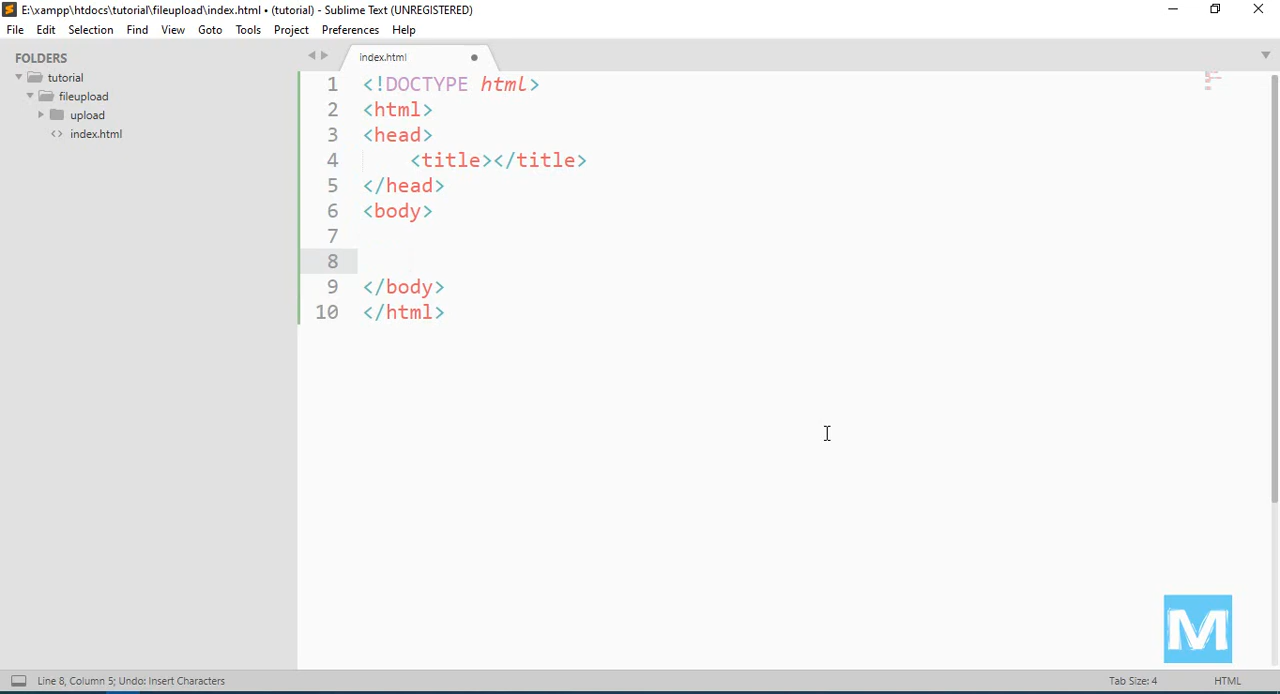 E:\xampp\htdocs\tutorial\fileupload\index.html • (tutorial) - Sublime Text (UNREGISTERED)
File Edit Selection Find View Goto Tools Project Preferences Help
FOLDERS
tutorial
fileupload
upload
index.html
index.html
1 <!DOCTYPE html>
2 <html>
3 <head>
4 <title></title>
5 </head>
6 <body>
7
8
9 </body>
10 </html>
M
Line 8, Column 5; Undo: Insert Characters
Tab Size: 4
HTML